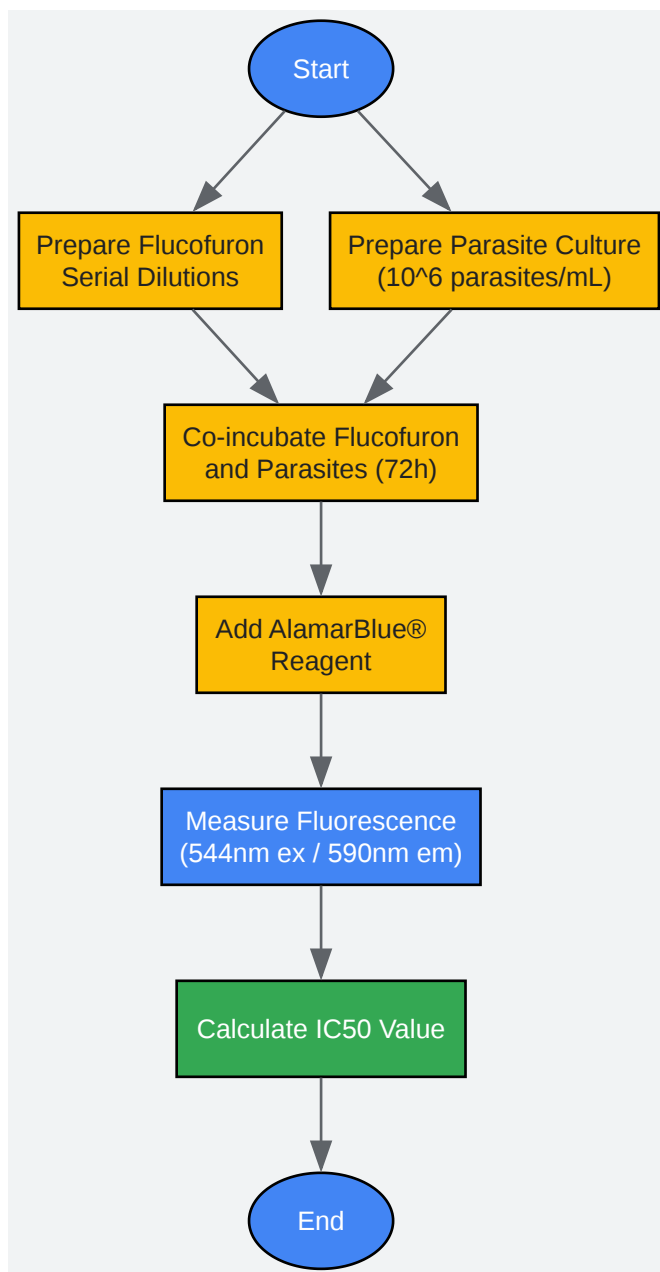 Start
Prepare Flucofuron
Serial Dilutions
Prepare Parasite Culture
(10^6 parasites/mL)
Co-incubate Flucofuron
and Parasites (72h)
Add AlamarBlue®
Reagent
Measure Fluorescence
(544nm ex / 590nm em)
Calculate IC50 Value
End